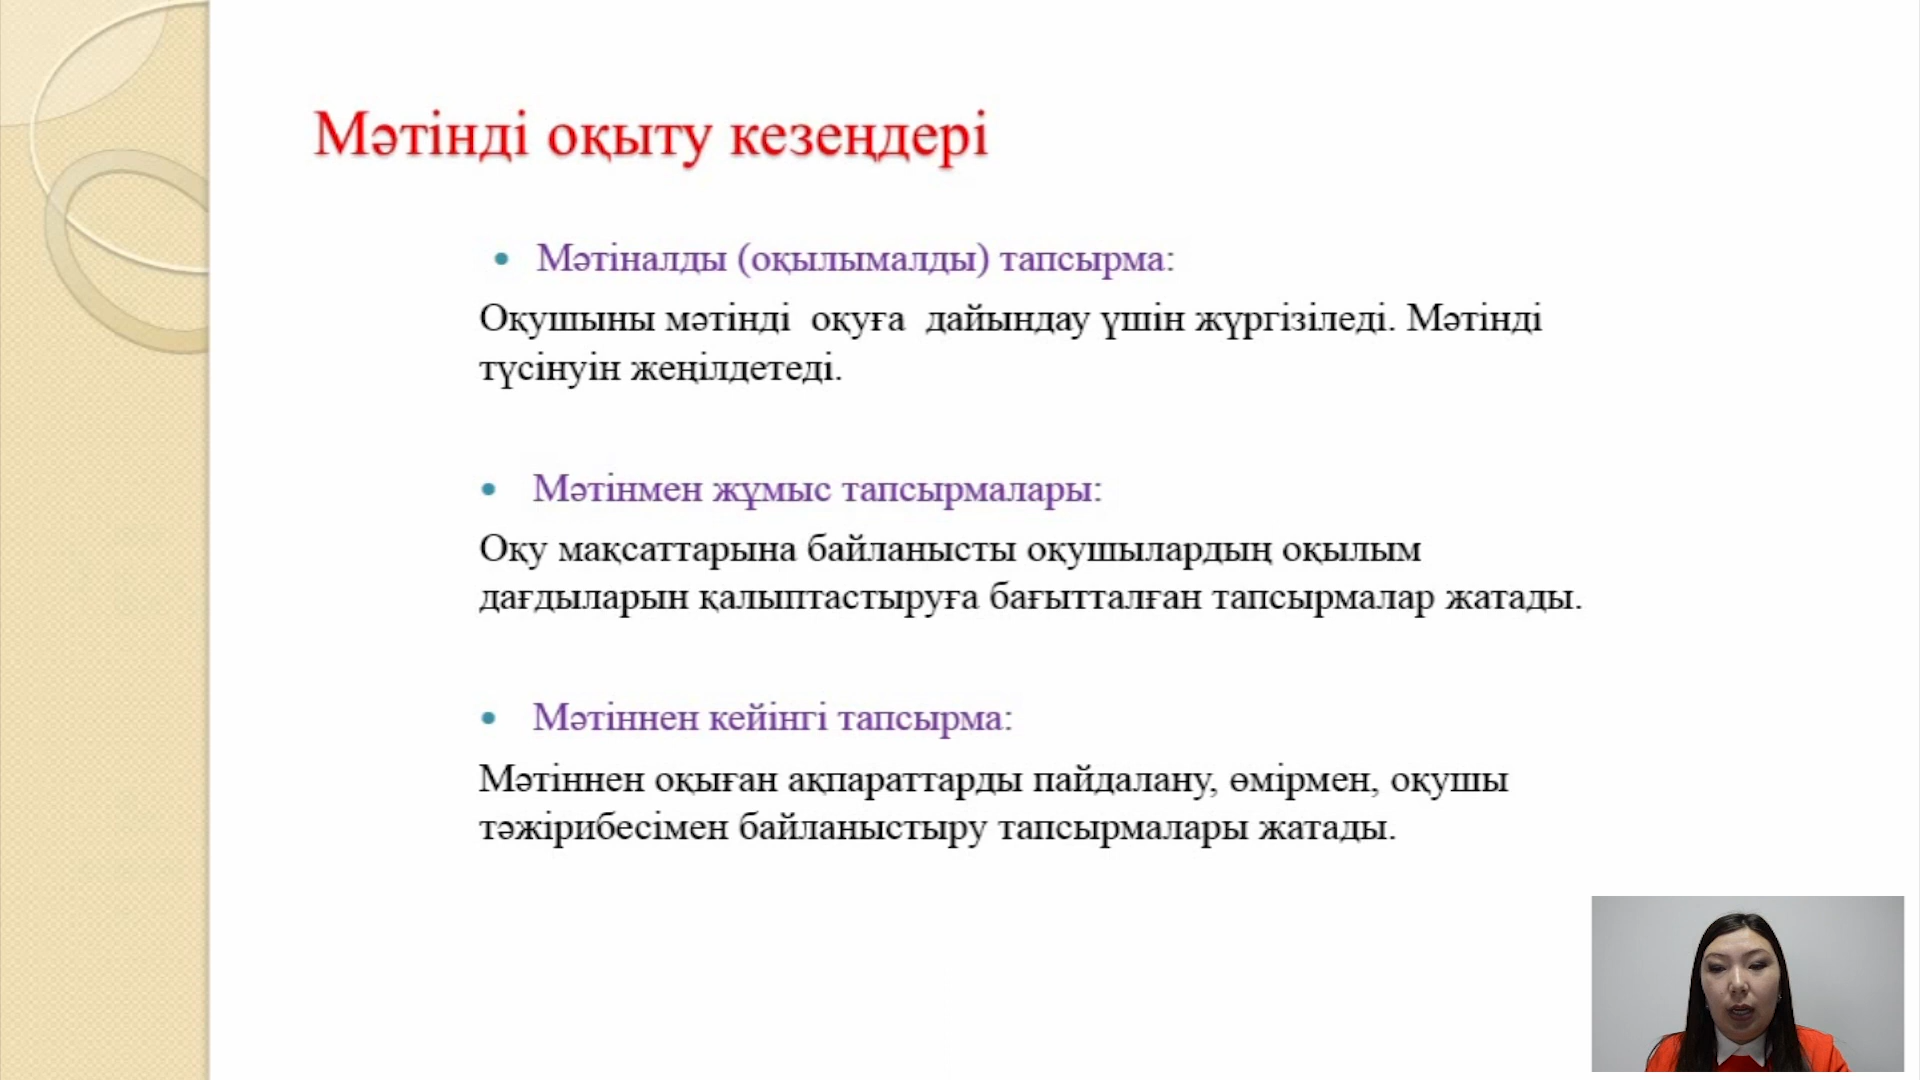 Мәтінді оқыту кезеңдері
• Мәтіналды (оқылымалды) тапсырма:
Оқушыны мәтінді оқуға дайындау үшін жүргізіледі. Мәтінді
түсінуін жеңілдетеді.
• Мәтінмен жұмыс тапсырмалары:
Оқу мақсаттарына байланысты оқушылардың оқылым
дағдыларын қалыптастыруға бағытталған тапсырмалар жатады.
• Мәтіннен кейінгі тапсырма:
Мәтіннен оқыған ақпараттарды пайдалану, өмірмен, оқушы
тәжірибесімен байланыстыру тапсырмалары жатады.